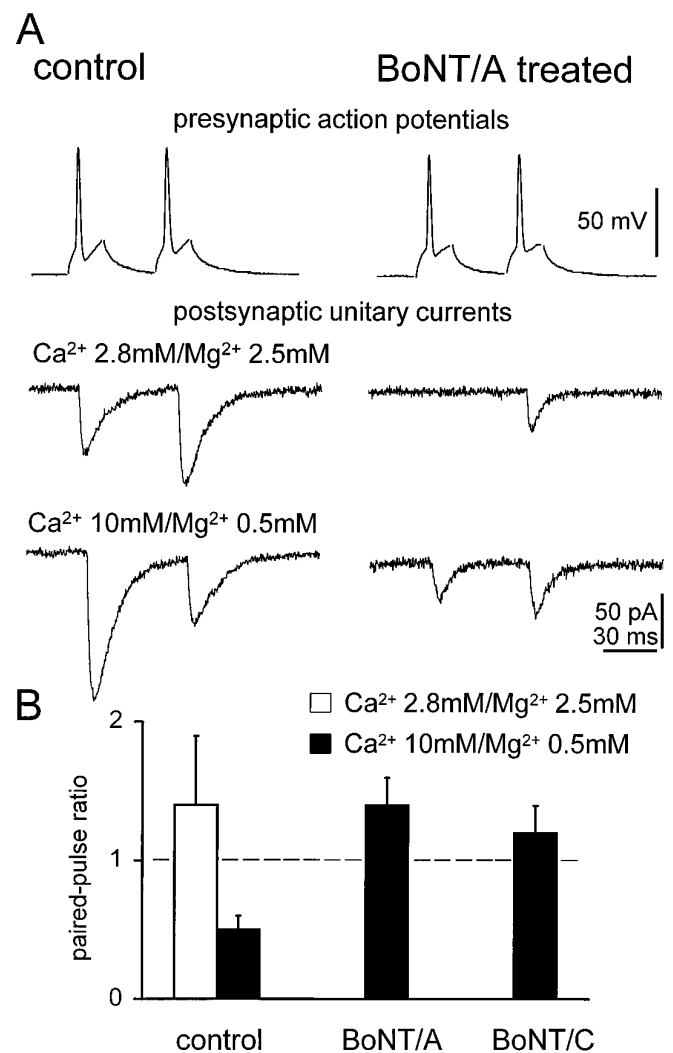 A
control BoNT/A treated
presynaptic action potentials
50 mV
postsynaptic unitary currents
Ca²⁺ 2.8mM/Mg²⁺ 2.5mM
Ca²⁺ 10mM/Mg²⁺ 0.5mM
50 pA
30 ms
B
Ca²⁺ 2.8mM/Mg²⁺ 2.5mM
Ca²⁺ 10mM/Mg²⁺ 0.5mM
paired-pulse ratio
2
1
0
control BoNT/A BoNT/C